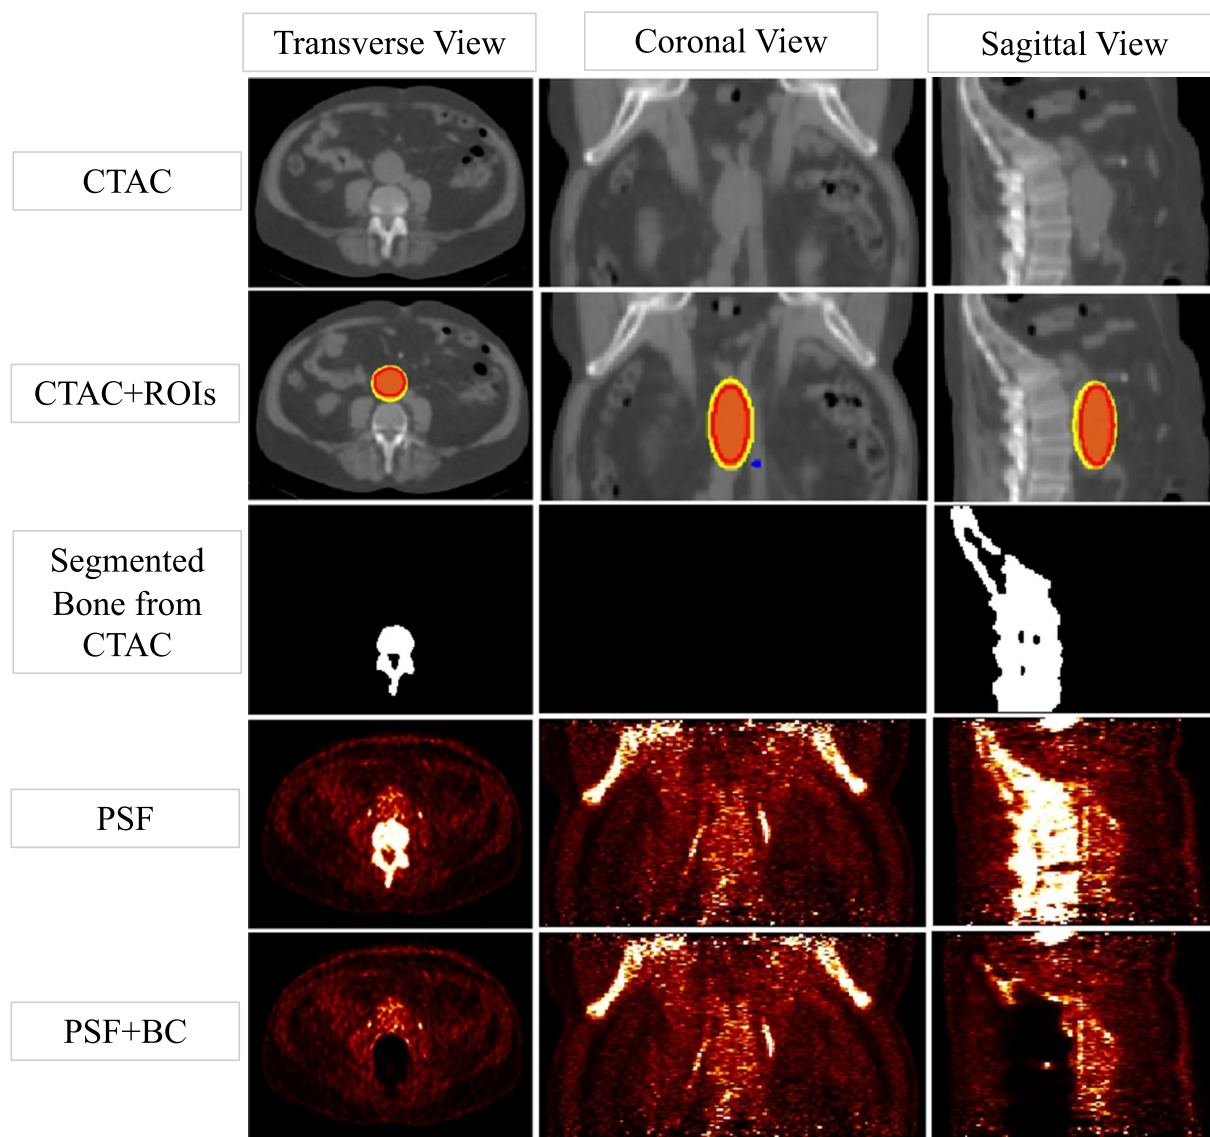 Transverse View
Coronal View
Sagittal View
CTAC
CTAC+ROIs
Segmented
Bone from
CTAC
PSF
PSF+BC